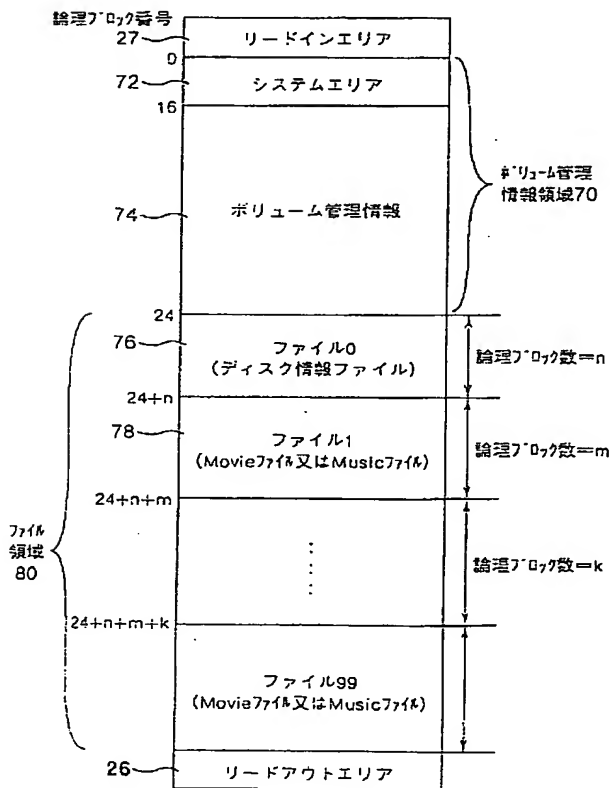 論理ブロック番号
27
リードインエリア
0
72
システムエリア
16
74
ボリューム管理情報
ボリューム管理
情報領域70
24
76
ファイル0
(ディスク情報ファイル)
論理ブロック数=n
24+n
78
ファイル1
(Movieファイル又はMusicファイル)
論理ブロック数=m
24+n+m
ファイル
領域
80
論理ブロック数=k
24+n+m+k
ファイル99
(Movieファイル又はMusicファイル)
26
リードアウトエリア